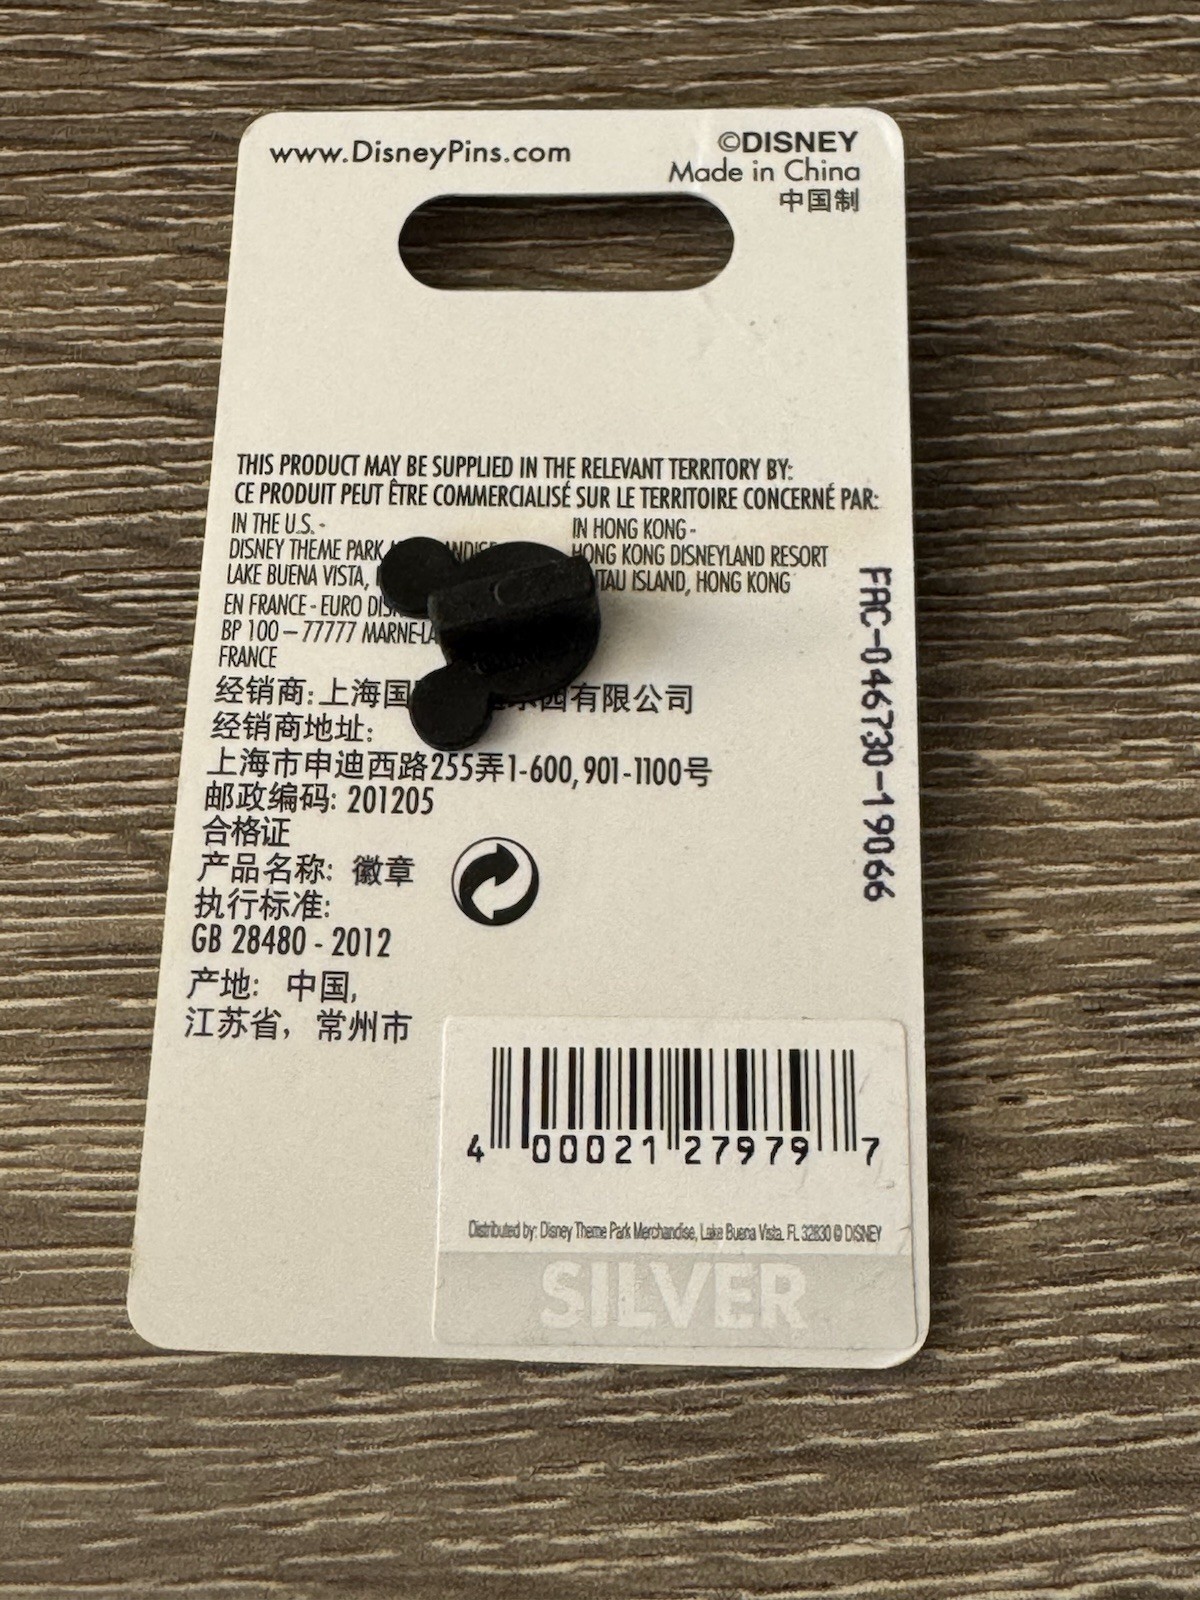 www.DisneyPins.com
©DISNEY
Made in China
中国制
THIS PRODUCT MAY BE SUPPLIED IN THE RELEVANT TERRITORY BY:
CE PRODUIT PEUT ÊTRE COMMERCIALISÉ SUR LE TERRITOIRE CONCERNÉ PAR:
IN THE U.S. -
DISNEY THEME PARK
LAKE BUENA VISTA,
EN FRANCE - EURO
BP 100 – 77777
FRANCE
IN HONG KONG -
HONG KONG DISNEYLAND RESORT
ISLAND, HONG KONG
经销商: 上海国 有限公司
经销商地址:
上海市申迪西路255弄1-600, 901-1100号
邮政编码: 201205
合格证
产品名称: 徽章
执行标准:
GB 28480 - 2012
产地: 中国,
江苏省, 常州市
FAC-046730-19066
4 00021 27979 7
Distributed by: Disney Theme Park Merchandise, Lake Buena Vista, FL 32830 © DISNEY
SILVER